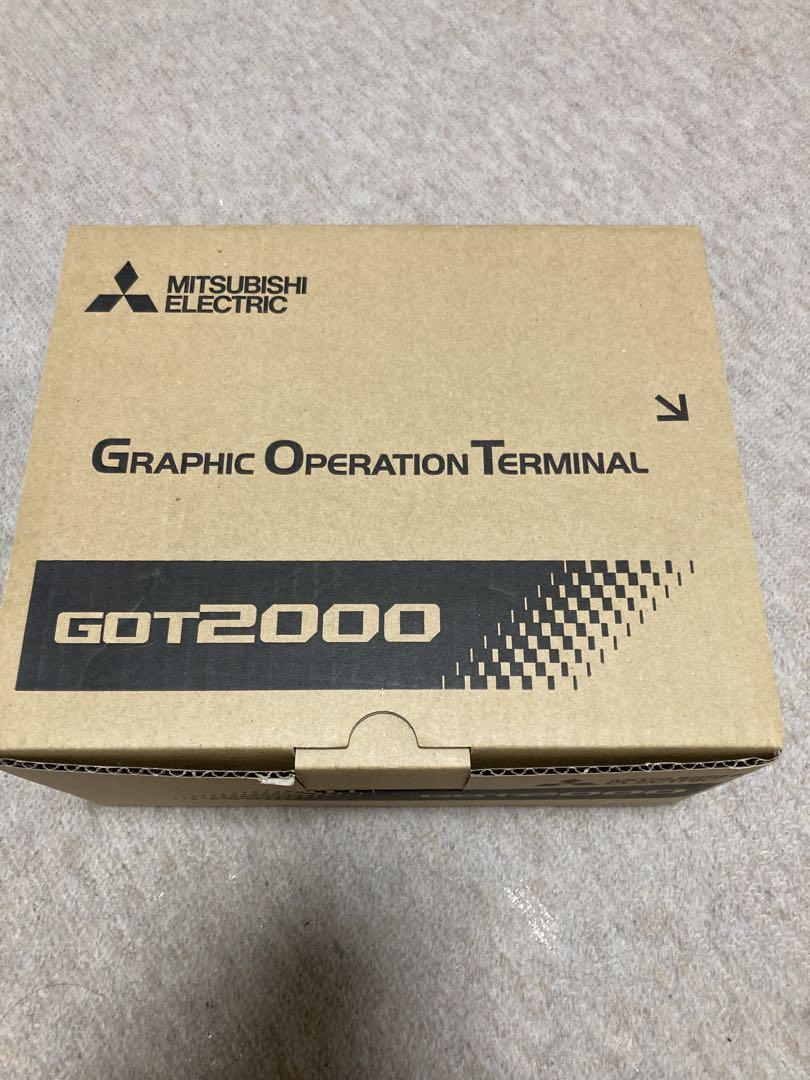 MITSUBISHI
ELECTRIC
GRAPHIC OPERATION TERMINAL
GOT2000